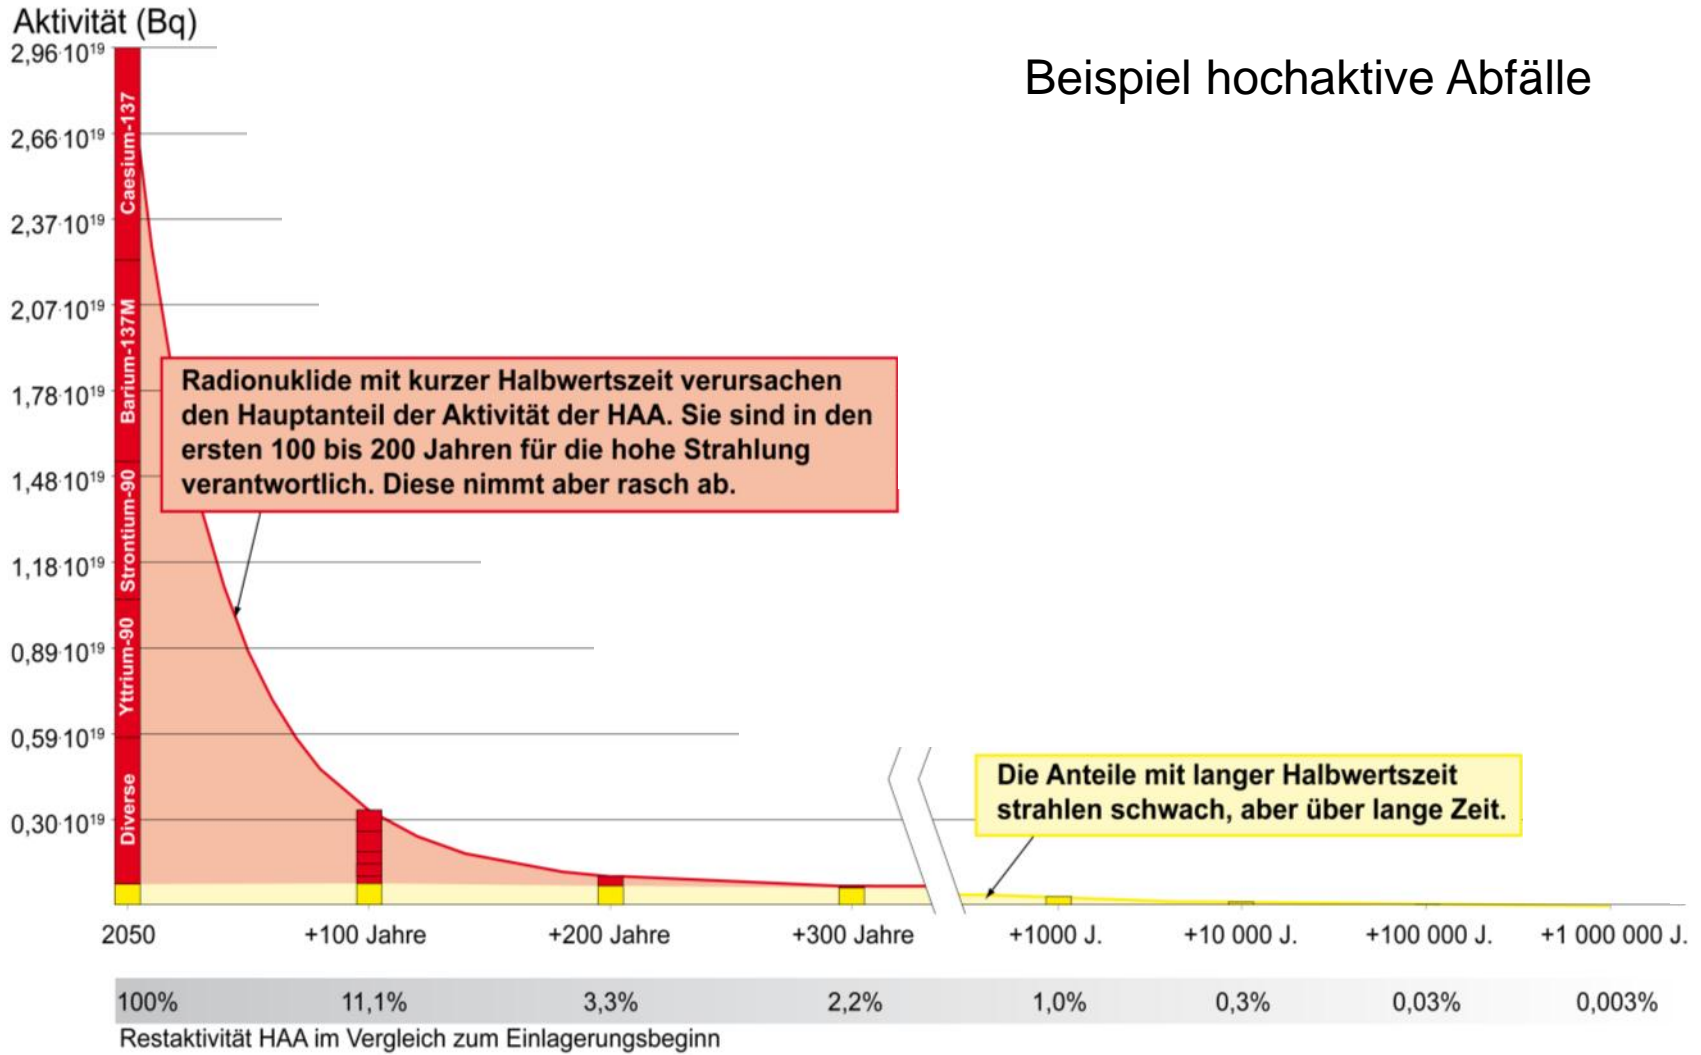 Aktivität (Bq)
Beispiel hochaktive Abfälle
2,96·10¹⁹
2,66·10¹⁹
2,37·10¹⁹
2,07·10¹⁹
1,78·10¹⁹
1,48·10¹⁹
1,18·10¹⁹
0,89·10¹⁹
0,59·10¹⁹
0,30·10¹⁹
Caesium-137
Barium-137M
Strontium-90
Yttrium-90
Diverse
Radionuklide mit kurzer Halbwertszeit verursachen
den Hauptanteil der Aktivität der HAA. Sie sind in den
ersten 100 bis 200 Jahren für die hohe Strahlung
verantwortlich. Diese nimmt aber rasch ab.
Die Anteile mit langer Halbwertszeit
strahlen schwach, aber über lange Zeit.
2050 +100 Jahre +200 Jahre +300 Jahre +1000 J. +10 000 J. +100 000 J. +1 000 000 J.
100% 11,1% 3,3% 2,2% 1,0% 0,3% 0,03% 0,003%
Restaktivität HAA im Vergleich zum Einlagerungsbeginn